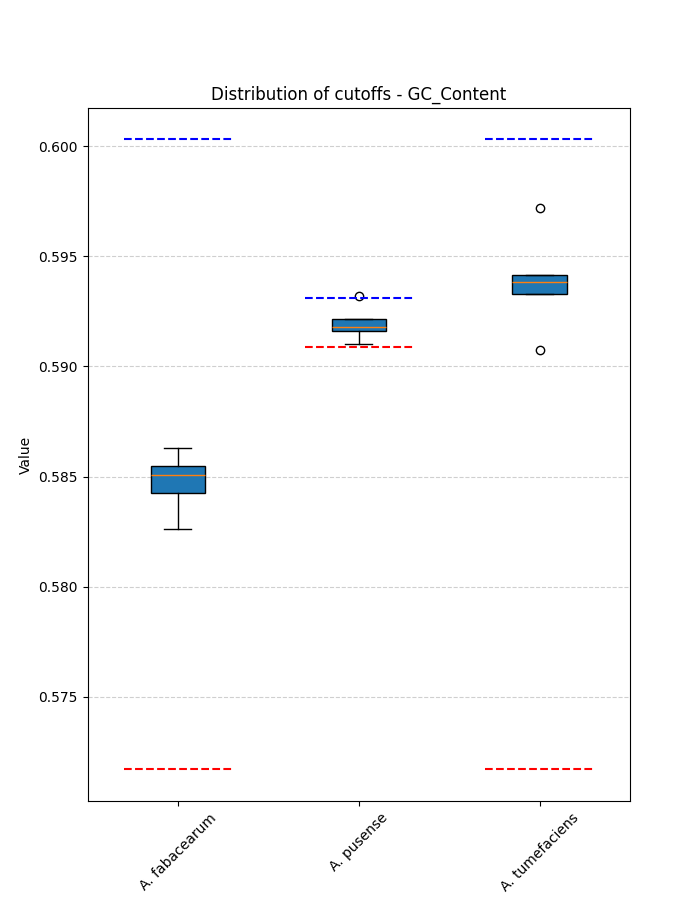 Distribution of cutoffs - GC_Content
0.600
0.595
0.590
0.585
0.580
0.575
Value
A. fabacearum
A. pusense
A. tumefaciens